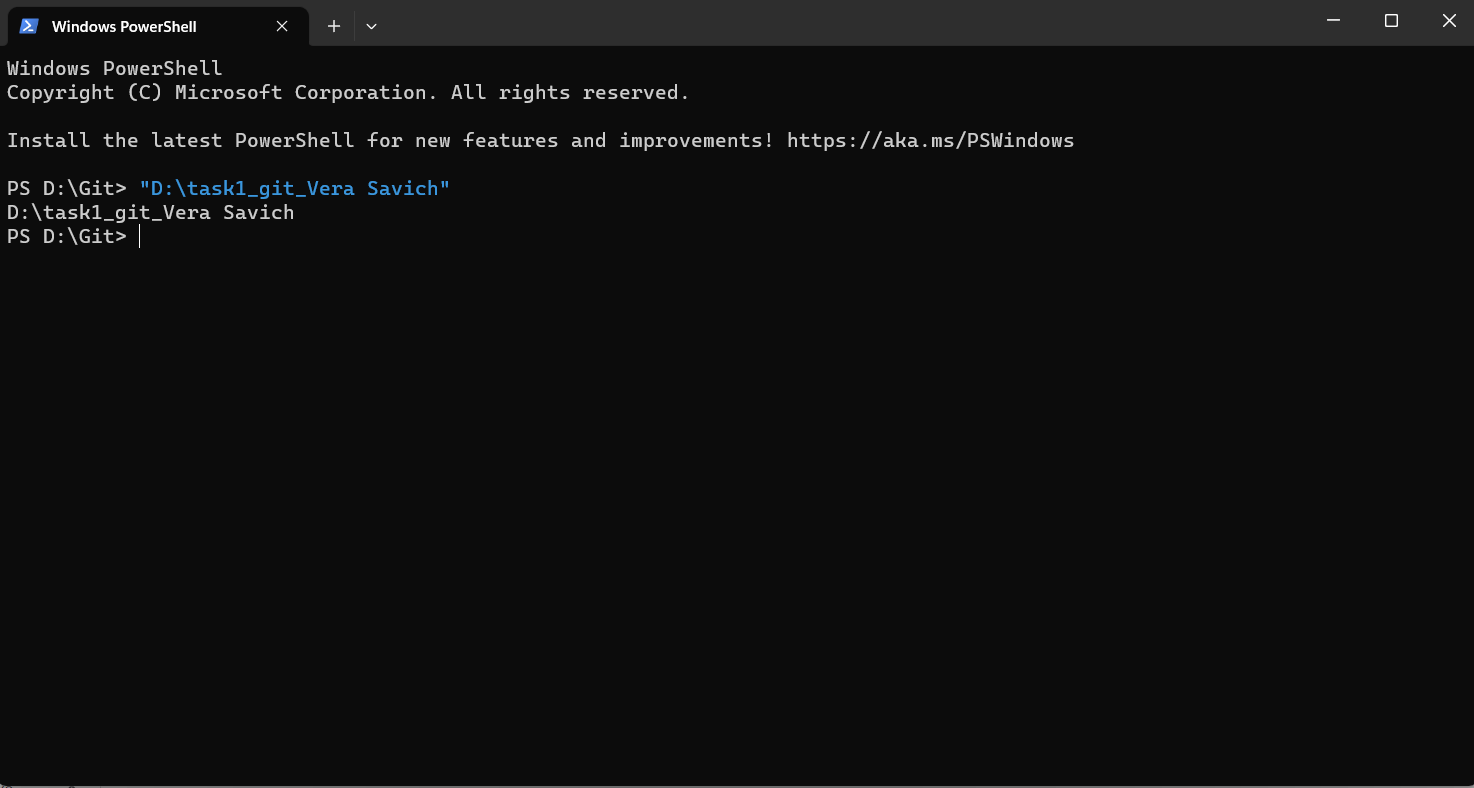 Windows PowerShell
Windows PowerShell
Copyright (C) Microsoft Corporation. All rights reserved.
Install the latest PowerShell for new features and improvements! https://aka.ms/PSWindows
PS D:\Git> "D:\task1_git_Vera Savich"
D:\task1_git_Vera Savich
PS D:\Git>